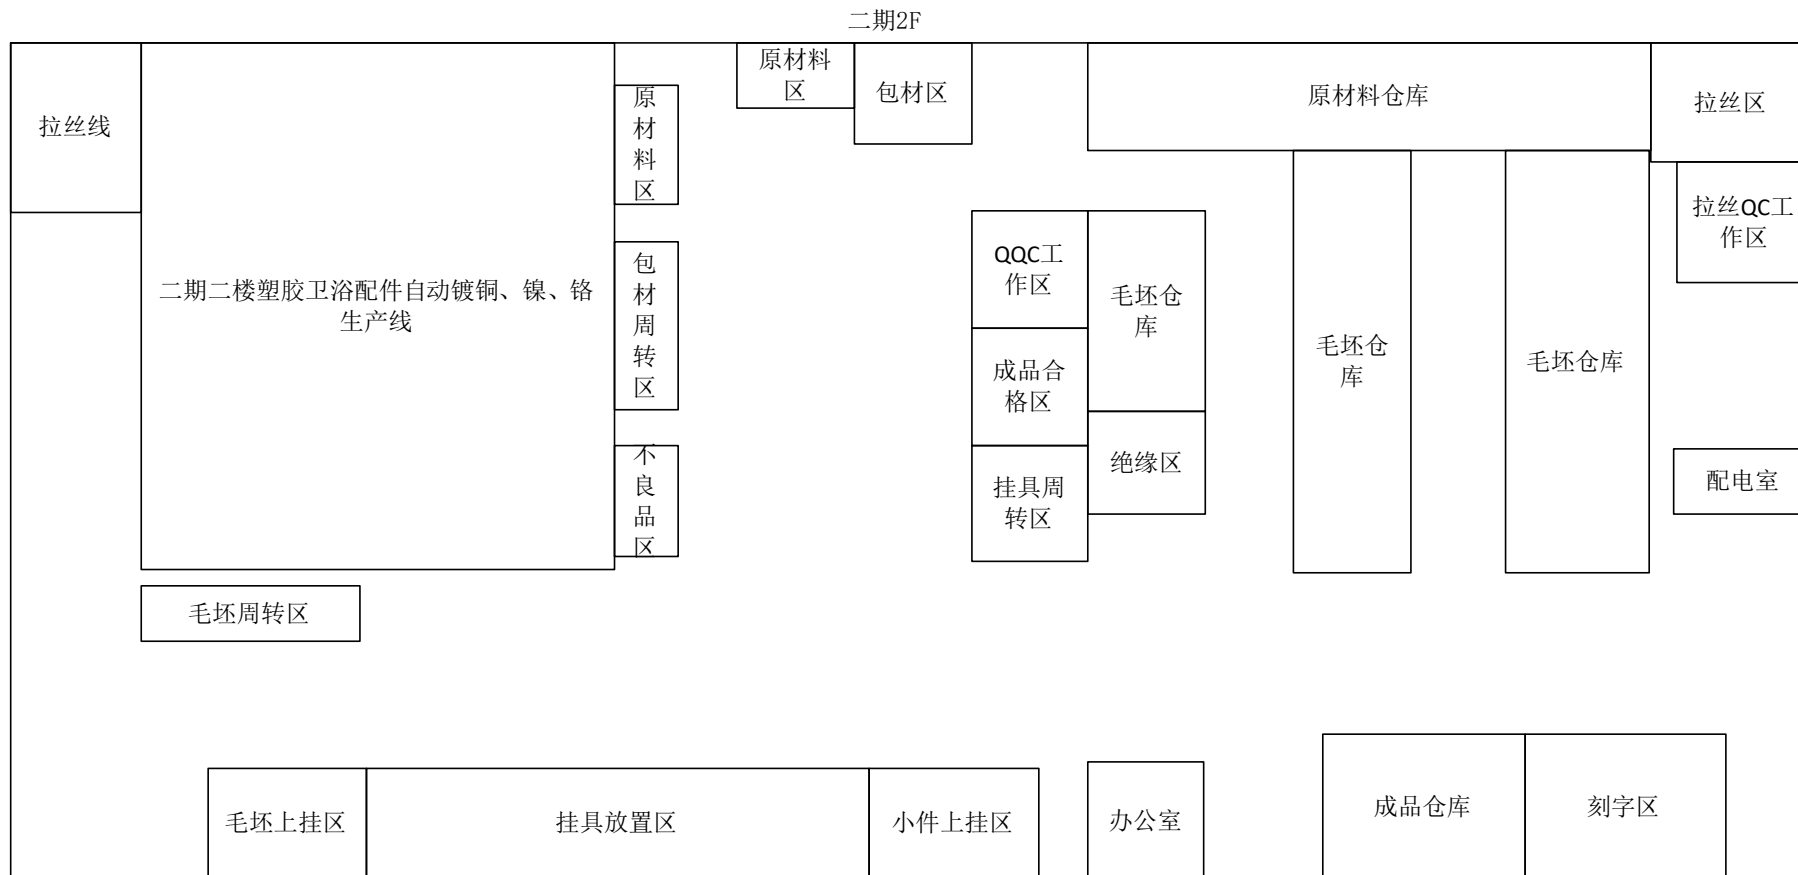 二期2F
拉丝线
二期二楼塑胶卫浴配件自动镀铜、镍、铬
生产线
原
材
料
区
包
材
周
转
区
不
良
品
区
原材料
区
包材区
原材料仓库
拉丝区
拉丝QC工
作区
QQC工
作区
毛坯仓
库
成品合
格区
绝缘区
挂具周
转区
毛坯仓
库
毛坯仓库
配电室
毛坯周转区
毛坯上挂区
挂具放置区
小件上挂区
办公室
成品仓库
刻字区